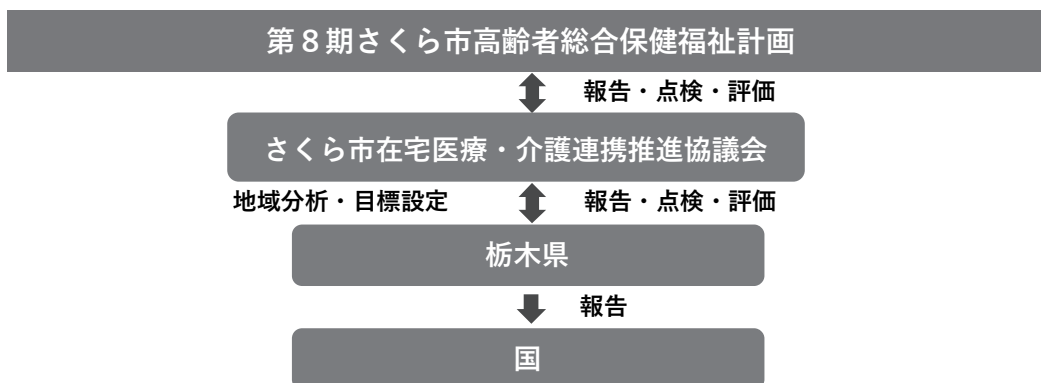 第８期さくら市高齢者総合保健福祉計画
報告・点検・評価
さくら市在宅医療・介護連携推進協議会
地域分析・目標設定 報告・点検・評価
栃木県
報告
国